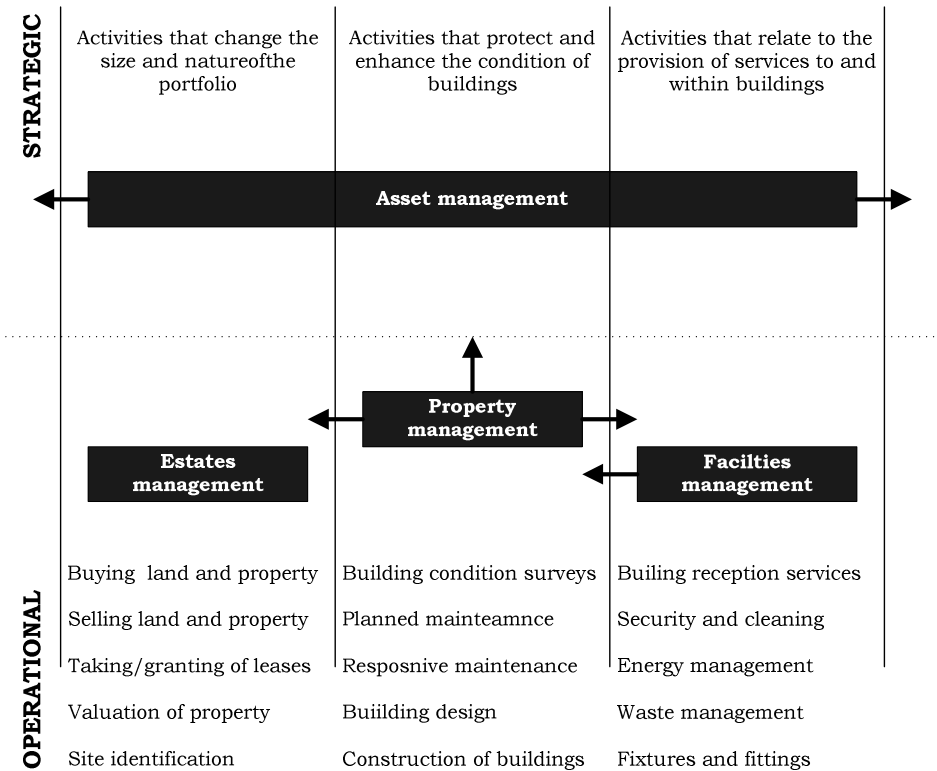 STRATEGIC
Activities that change the
size and natureofthe
portfolio
Activities that protect and
enhance the condition of
buildings
Activities that relate to the
provision of services to and
within buildings
Asset management
Property
management
Estates
management
Facilties
management
OPERATIONAL
Buying  land and property
Selling land and property
Taking/granting of leases
Valuation of property
Site identification
Building condition surveys
Planned mainteamnce
Resposnive maintenance
Buiilding design
Construction of buildings
Builing reception services
Security and cleaning
Energy management
Waste management
Fixtures and fittings